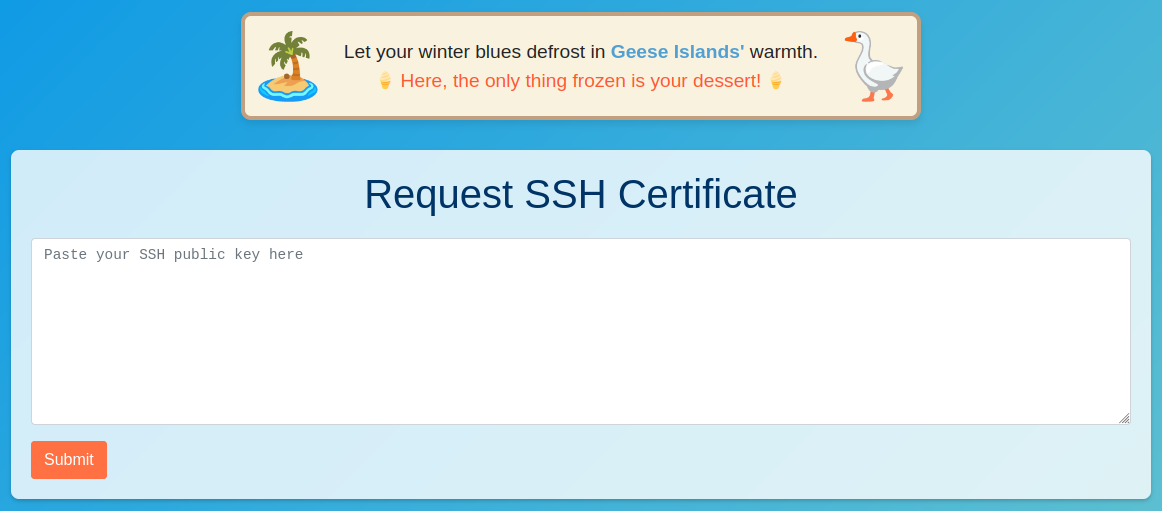 Let your winter blues defrost in Geese Islands' warmth.
🍦 Here, the only thing frozen is your dessert! 🍦
Request SSH Certificate
Paste your SSH public key here
Submit